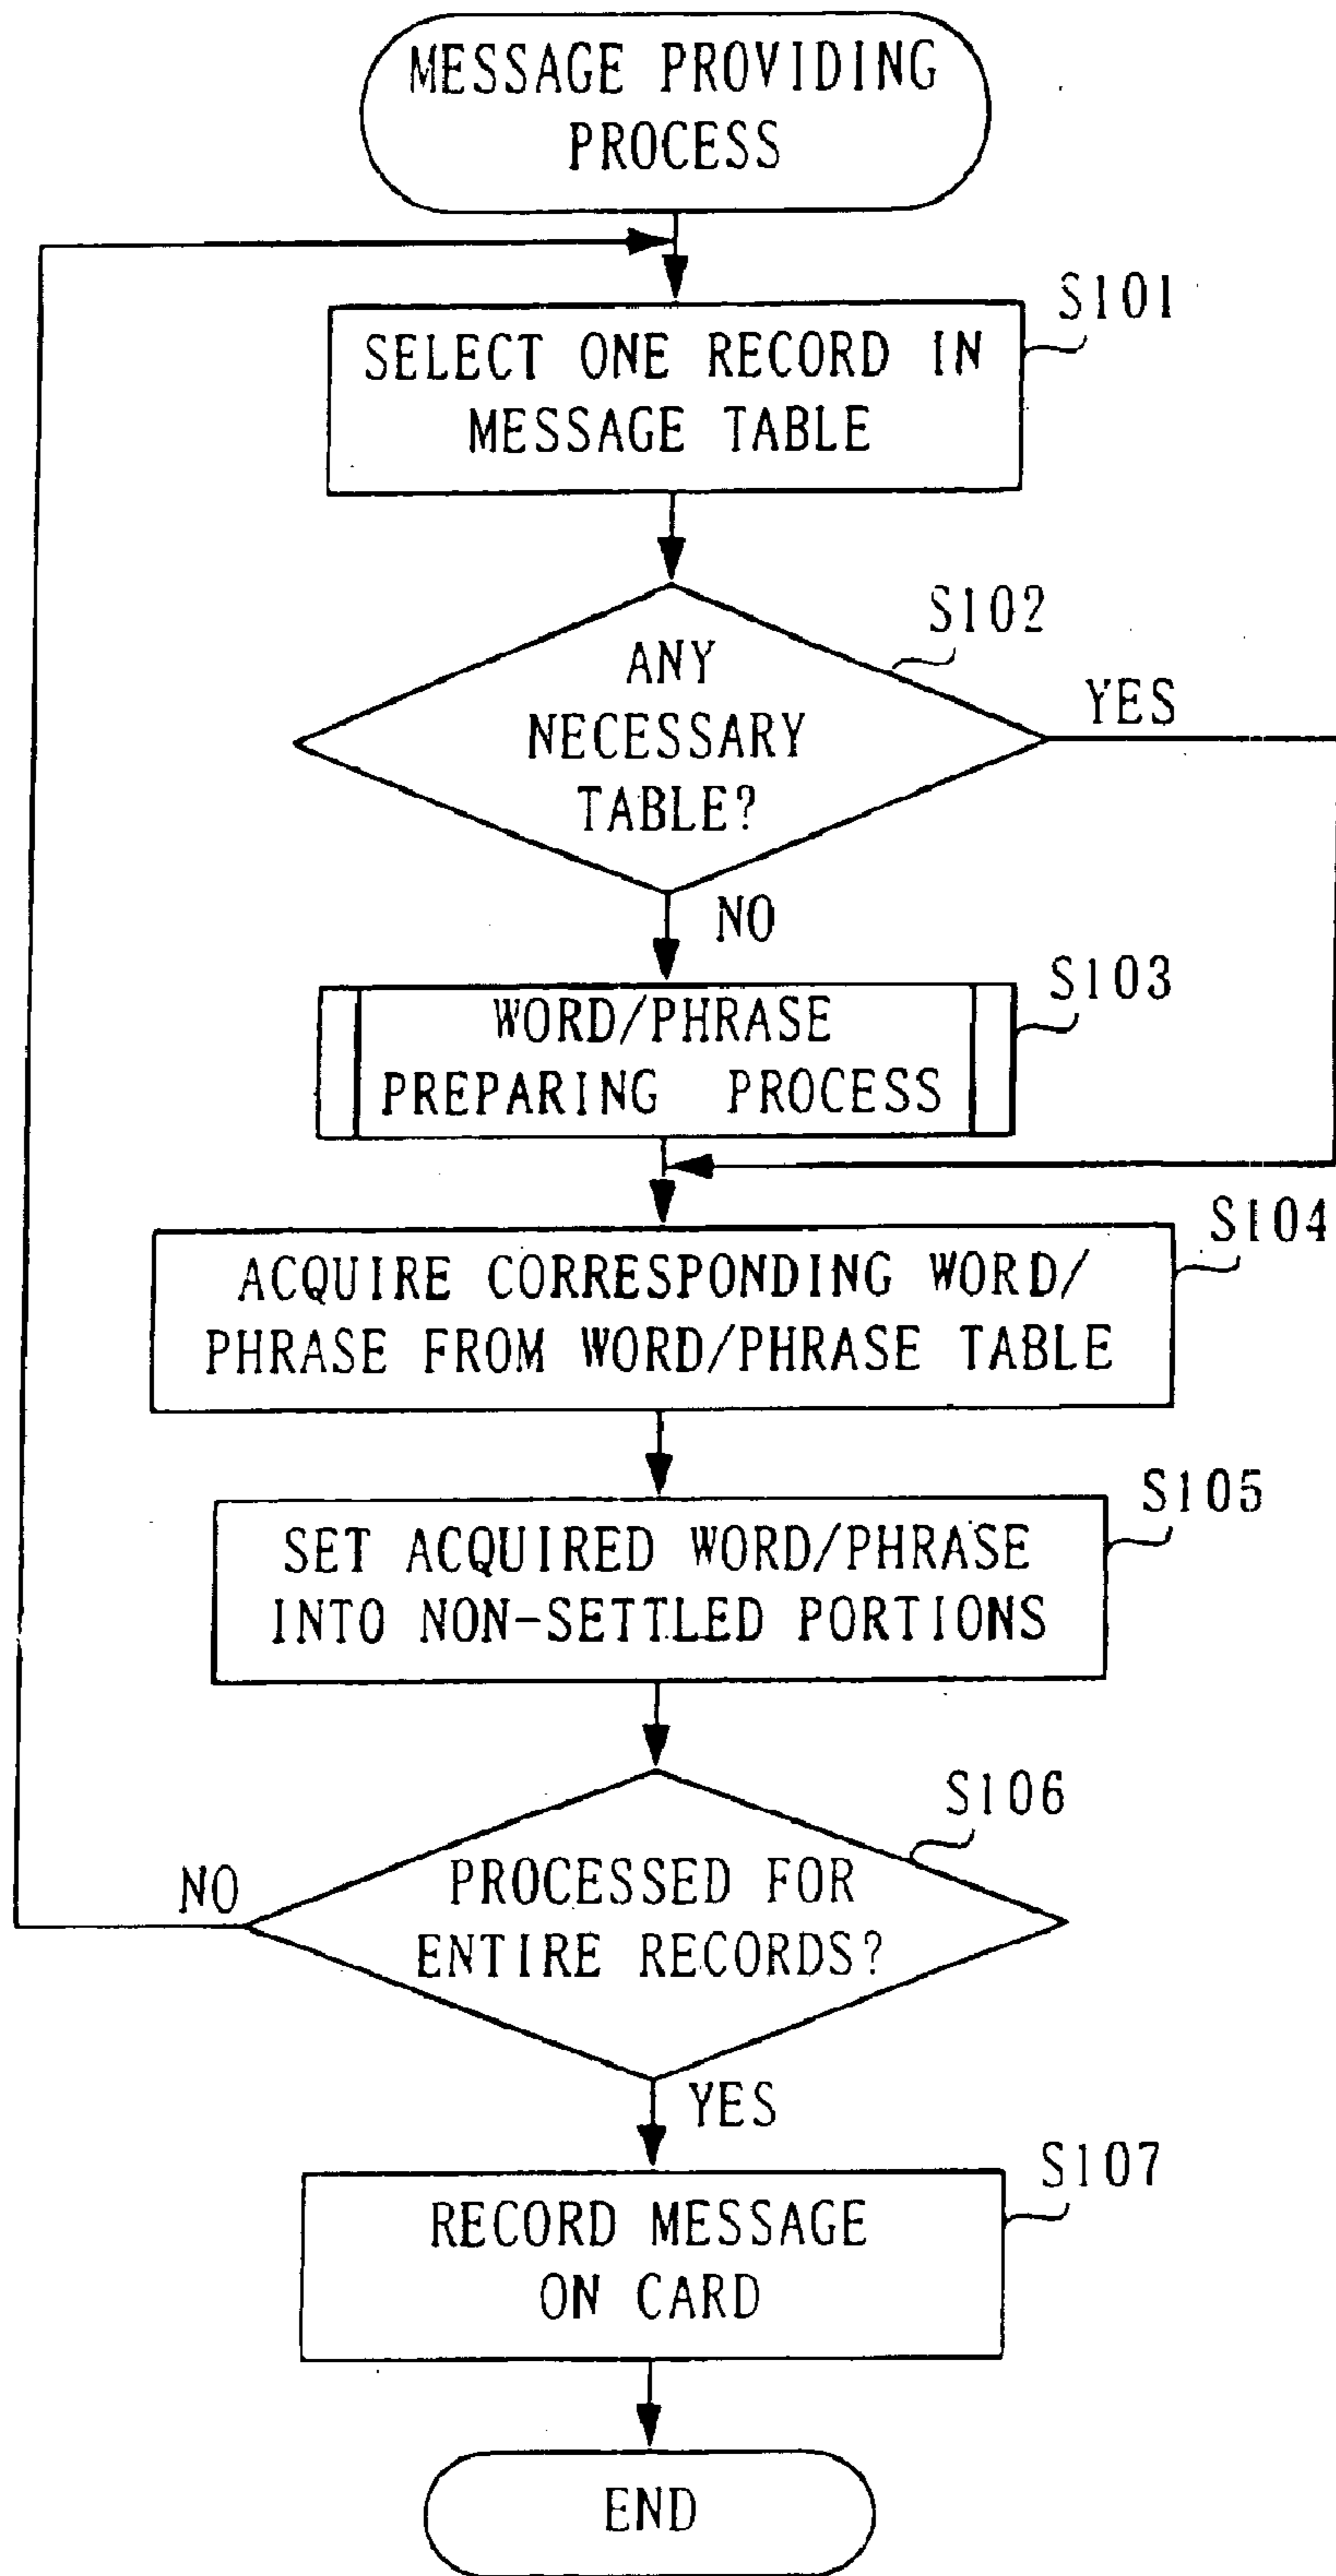 MESSAGE PROVIDING
PROCESS
S101
SELECT ONE RECORD IN
MESSAGE TABLE
S102
ANY
NECESSARY
TABLE?
YES
NO
S103
WORD/PHRASE
PREPARING PROCESS
S104
ACQUIRE CORRESPONDING WORD/
PHRASE FROM WORD/PHRASE TABLE
S105
SET ACQUIRED WORD/PHRASE
INTO NON-SETTLED PORTIONS
S106
NO
PROCESSED FOR
ENTIRE RECORDS?
YES
S107
RECORD MESSAGE
ON CARD
END